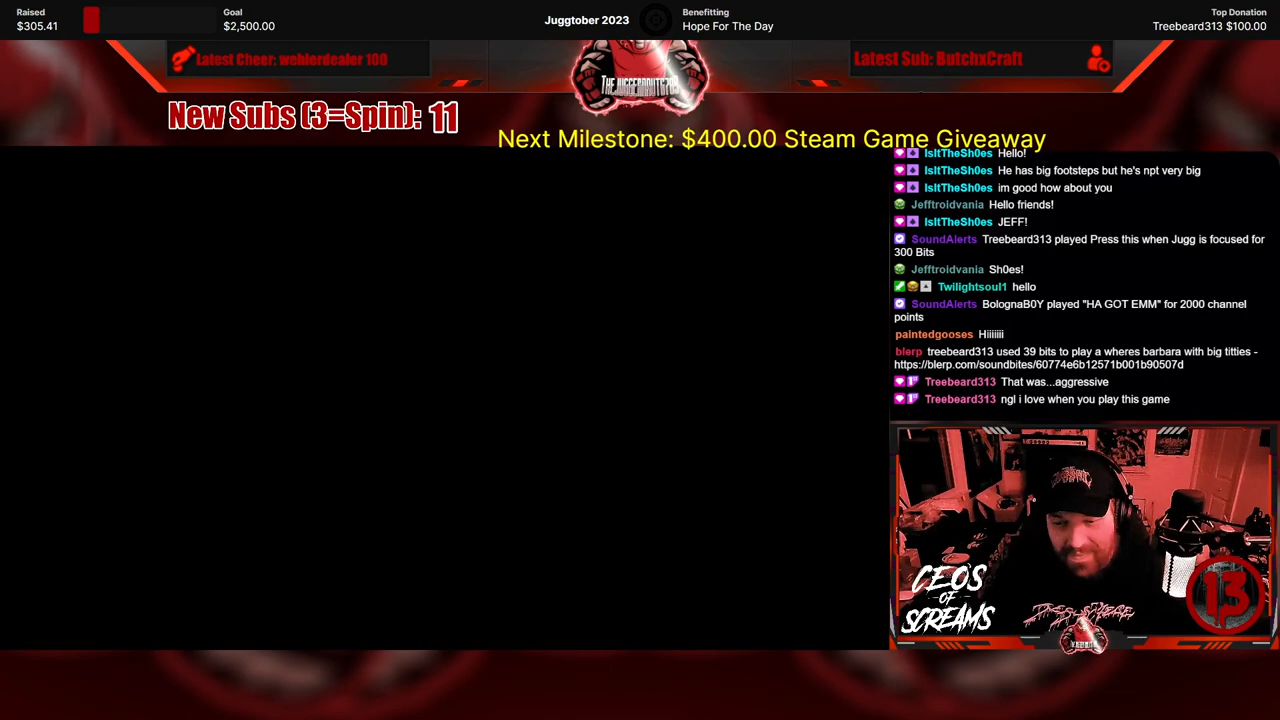 Raised
$305.41
Goal
$2,500.00
Juggtober 2023
Benefitting
Hope For The Day
Top Donation
Treebeard313 $100.00
Latest Cheer: wehlerdealer 100
THEJUGGERNAUT6789
Latest Sub: ButchxCraft
New Subs (3=Spin): 11
Next Milestone: $400.00 Steam Game Giveaway
IsItTheSh0es Hello!
IsItTheSh0es He has big footsteps but he's npt very big
IsItTheSh0es im good how about you
Jefftroidvania Hello friends!
IsItTheSh0es JEFF!
SoundAlerts Treebeard313 played Press this when Jugg is focused for
300 Bits
Jefftroidvania Sh0es!
Twilightsoul1 hello
SoundAlerts BolognaB0Y played "HA GOT EMM" for 2000 channel
points
paintedgooses Hiiiiiii
blerp treebeard313 used 39 bits to play a wheres barbara with big titties -
https://blerp.com/soundbites/60774e6b12571b001b90507d
Treebeard313 That was...aggressive
Treebeard313 ngl i love when you play this game
CEOS
OF
SCREAMS
13